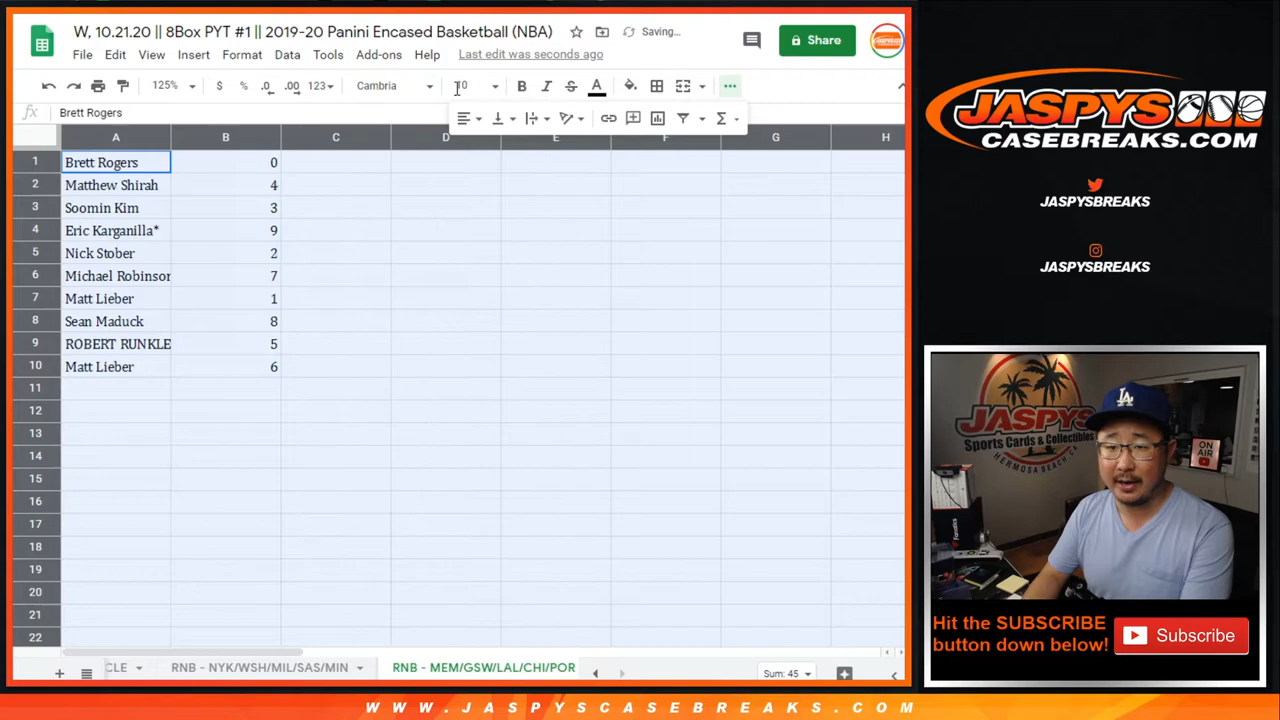 W, 10.21.20 || 8Box PYT #1 || 2019-20 Panini Encased Basketball (NBA)
Saving...
Share
File Edit View Insert Format Data Tools Add-ons Help Last edit was seconds ago
125% $ % .0 .00 123 Cambria 10 B I S A
fx Brett Rogers
A B C D E F G H
1 Brett Rogers 0
2 Matthew Shirah 4
3 Soomin Kim 3
4 Eric Karganilla* 9
5 Nick Stober 2
6 Michael Robinson 7
7 Matt Lieber 1
8 Sean Maduck 8
9 ROBERT RUNKLE 5
10 Matt Lieber 6
11
12
13
14
15
16
17
18
19
20
21
22
CLE RNB - NYK/WSH/MIL/SAS/MIN RNB - MEM/GSW/LAL/CHI/POR Sum: 45
JASPYS
CASEBREAKS.COM
JASPYSBREAKS
JASPYSBREAKS
JASPYS
Sports Cards & Collectibles
HERMOSA BEACH, CA
LA
ON AIR
Fanatics
Hit the SUBSCRIBE
button down below!
Subscribe
WWW.JASPYSCASEBREAKS.COM